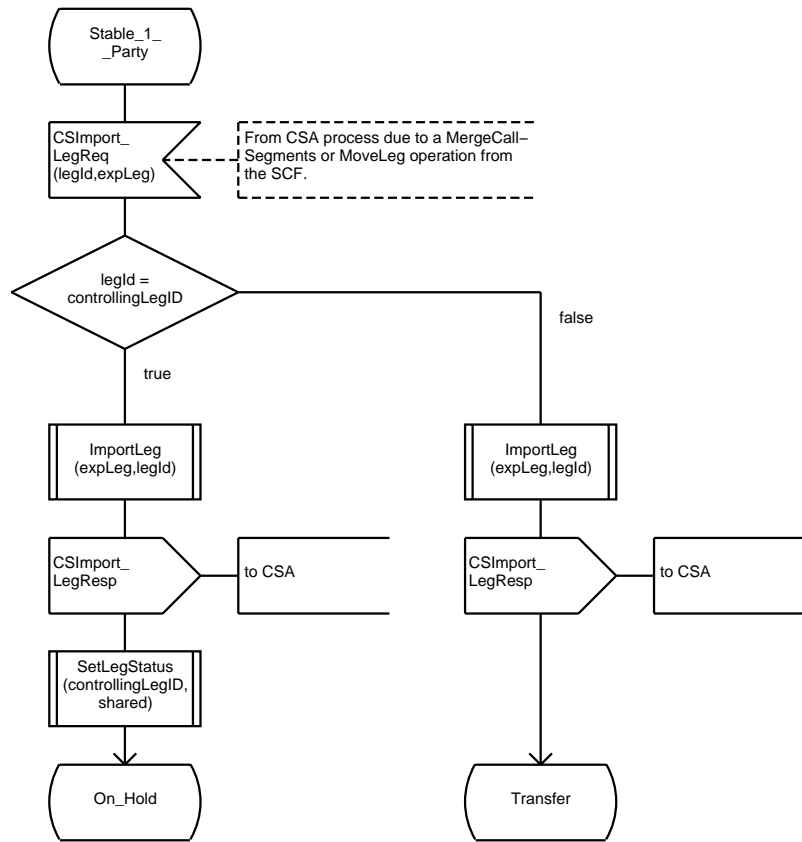 Stable_1_
_Party
CSImport_
LegReq
(legId,expLeg)
From CSA process due to a MergeCall–
Segments or MoveLeg operation from
the SCF.
legId =
controllingLegID
false
true
ImportLeg
(expLeg,legId)
ImportLeg
(expLeg,legId)
CSImport_
LegResp
to CSA
CSImport_
LegResp
to CSA
SetLegStatus
(controllingLegID,
shared)
On_Hold
Transfer